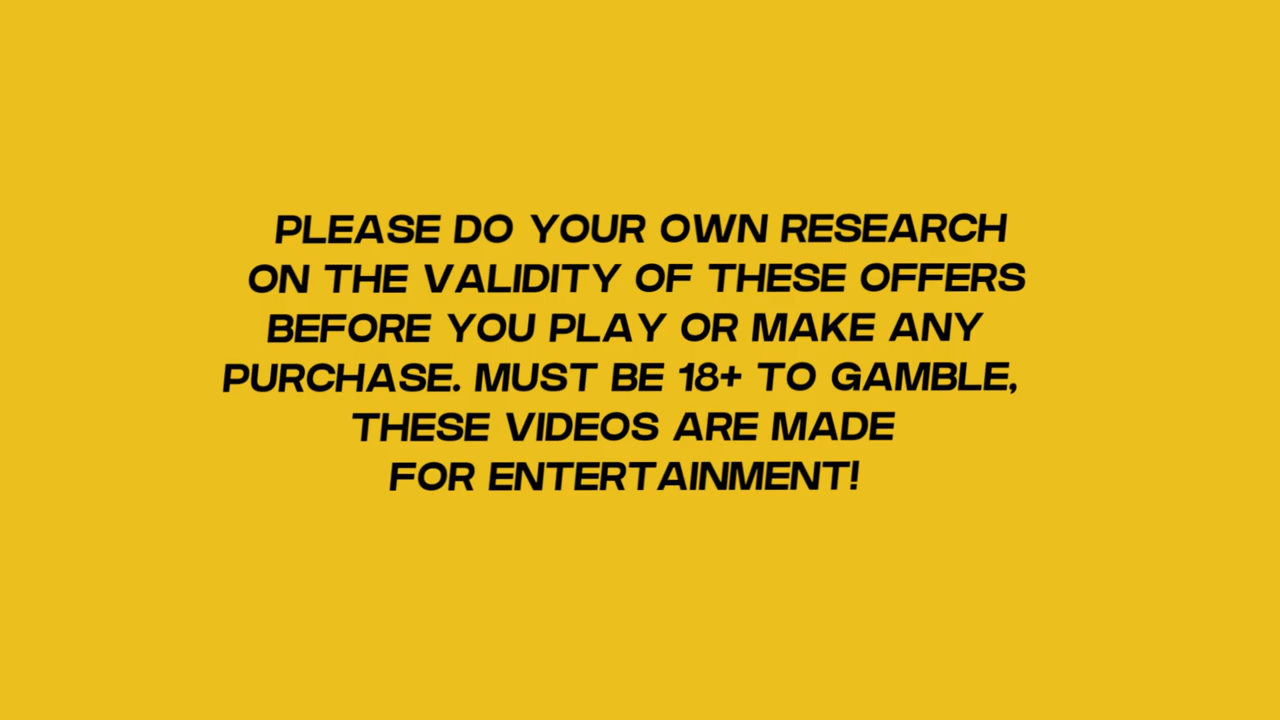 PLEASE DO YOUR OWN RESEARCH
ON THE VALIDITY OF THESE OFFERS
BEFORE YOU PLAY OR MAKE ANY
PURCHASE. MUST BE 18+ TO GAMBLE,
THESE VIDEOS ARE MADE
FOR ENTERTAINMENT!